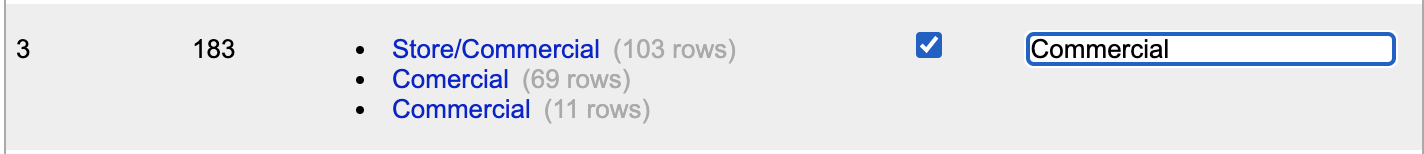 3 183 Store/Commercial (103 rows) Commercial
Comercial (69 rows)
Commercial (11 rows)